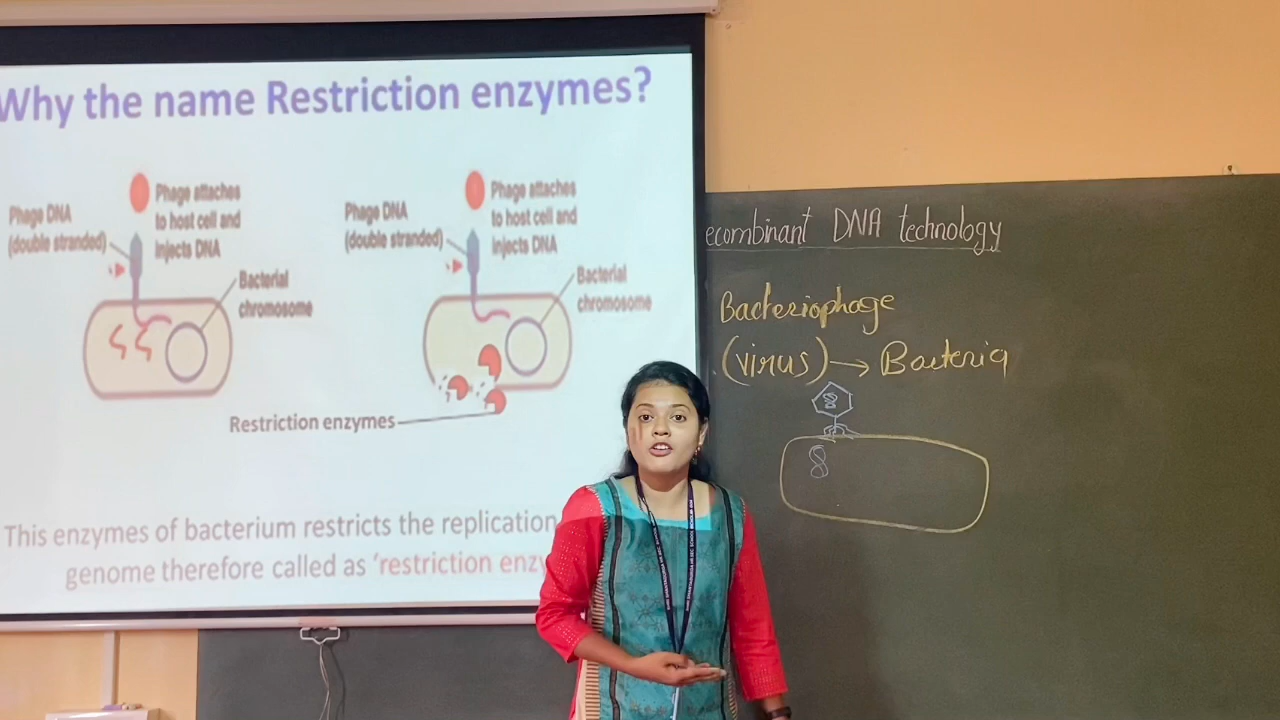 Why the name Restriction enzymes?
Phage DNA
(double stranded)
Phage attaches
to host cell and
injects DNA
Bacterial
chromosome
Phage DNA
(double stranded)
Phage attaches
to host cell and
injects DNA
Bacterial
chromosome
Restriction enzymes
This enzymes of bacterium restricts the replication
genome therefore called as ‘restriction enzy
ecombinant DNA technology
Bacteriophage
(virus) → Bacteria